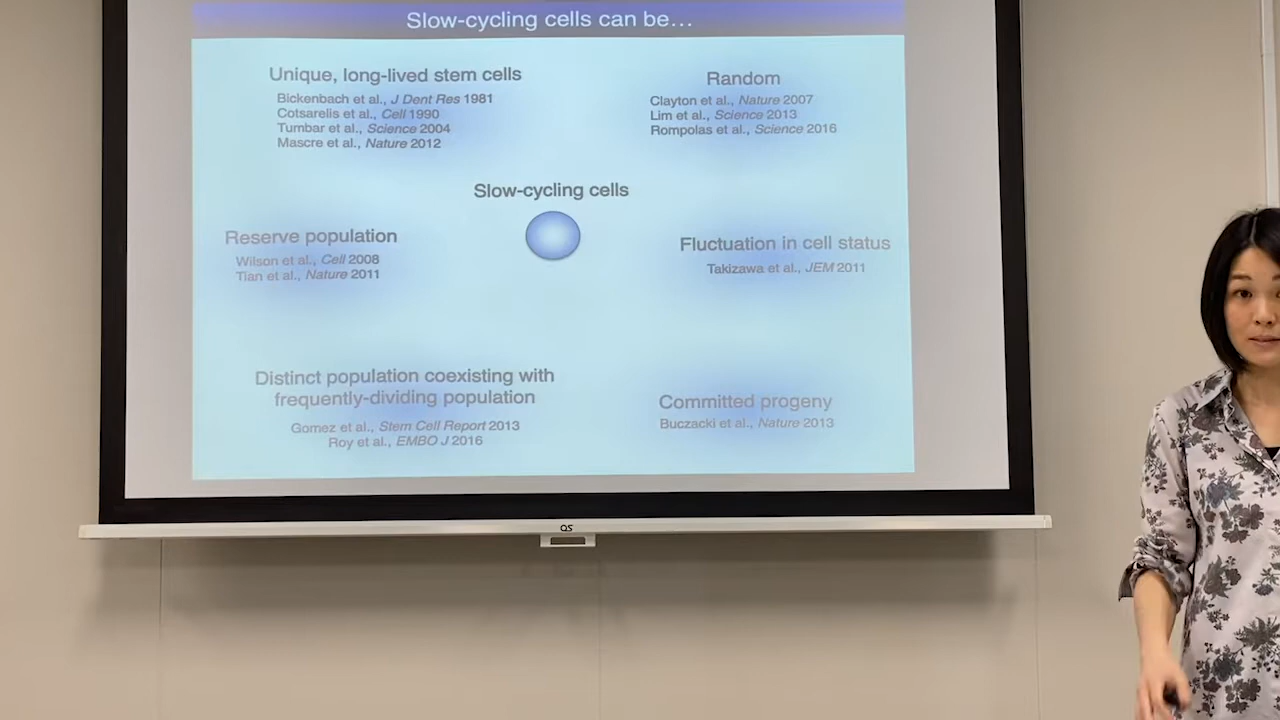 Slow-cycling cells can be…
Unique, long-lived stem cells
Bickenbach et al., J Dent Res 1981
Cotsarelis et al., Cell 1990
Tumbar et al., Science 2004
Mascre et al., Nature 2012
Random
Clayton et al., Nature 2007
Lim et al., Science 2013
Rompolas et al., Science 2016
Slow-cycling cells
Reserve population
Wilson et al., Cell 2008
Tian et al., Nature 2011
Fluctuation in cell status
Takizawa et al., JEM 2011
Distinct population coexisting with
frequently-dividing population
Gomez et al., Stem Cell Report 2013
Roy et al., EMBO J 2016
Committed progeny
Buczacki et al., Nature 2013
OS